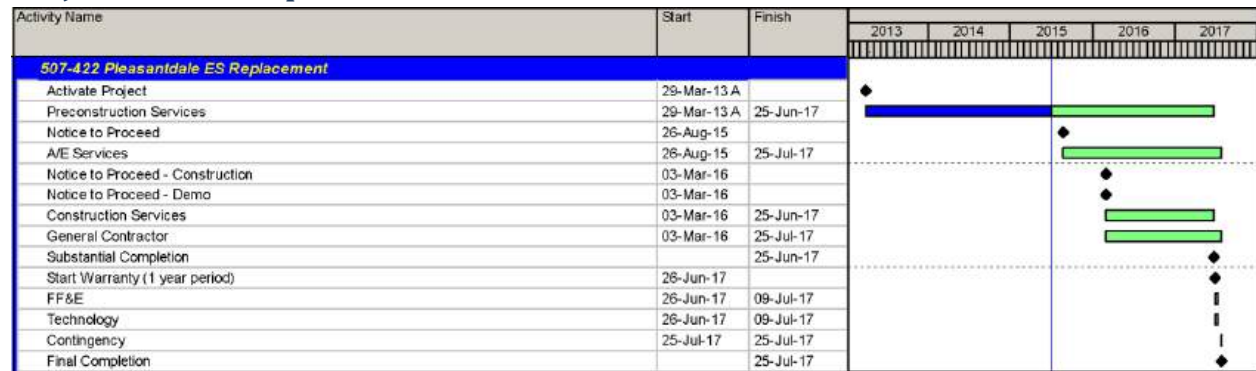 Activity Name Start Finish
2013 2014 2015 2016 2017
507-422 Pleasantdale ES Replacement
Activate Project 29-Mar-13 A
Preconstruction Services 29-Mar-13 A 25-Jun-17
Notice to Proceed 26-Aug-15
A/E Services 26-Aug-15 25-Jul-17
Notice to Proceed - Construction 03-Mar-16
Notice to Proceed - Demo 03-Mar-16
Construction Services 03-Mar-16 25-Jun-17
General Contractor 03-Mar-16 25-Jul-17
Substantial Completion 25-Jun-17
Start Warranty (1 year period) 26-Jun-17
FF&E 26-Jun-17 09-Jul-17
Technology 26-Jun-17 09-Jul-17
Contingency 25-Jul-17 25-Jul-17
Final Completion 25-Jul-17